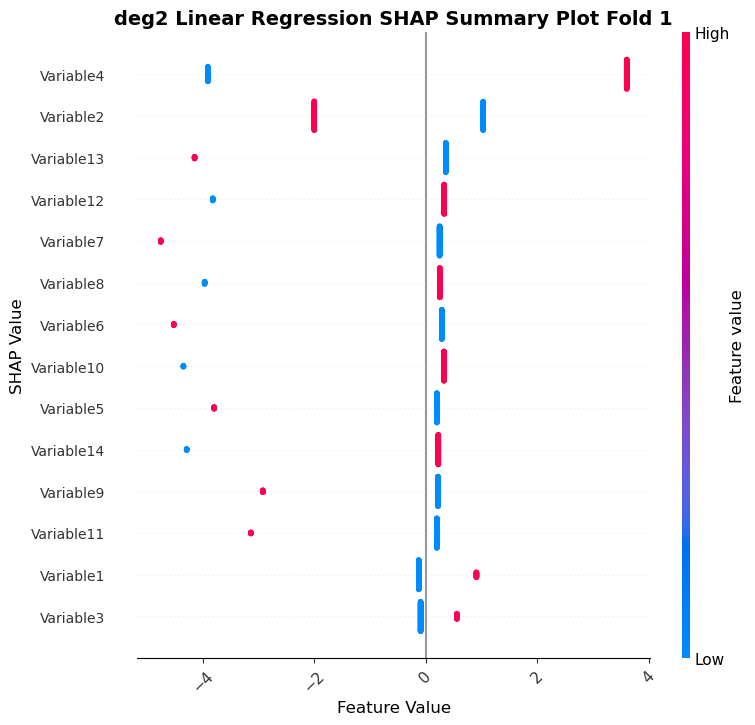 deg2 Linear Regression SHAP Summary Plot Fold 1
High
Variable4
Variable2
Variable13
Variable12
Variable7
Variable8
Variable6
Variable10
Variable5
Variable14
Variable9
Variable11
Variable1
Variable3
SHAP Value
Feature value
Low
−4
−2
0
2
4
Feature Value